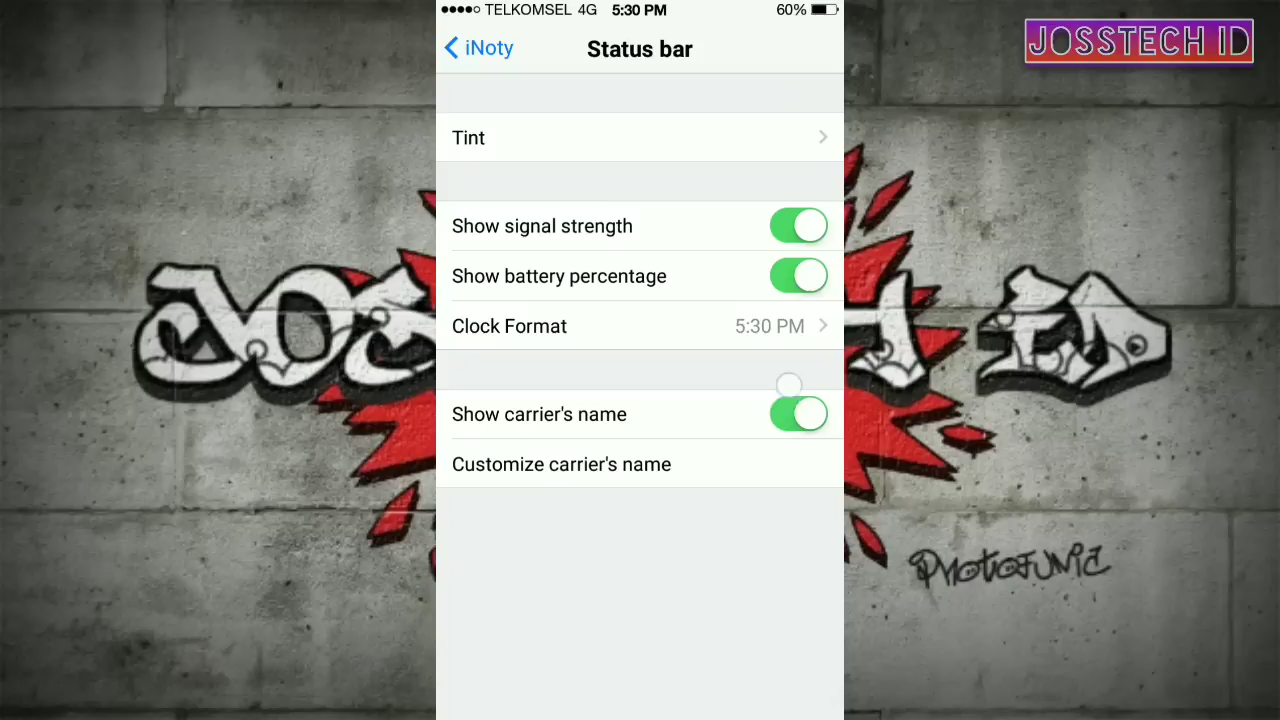 TELKOMSEL 4G 5:30 PM 60%
JOSSTECH ID
iNoty Status bar
Tint
Show signal strength
Show battery percentage
Clock Format 5:30 PM
Show carrier's name
Customize carrier's name
PHOTOFUNIA